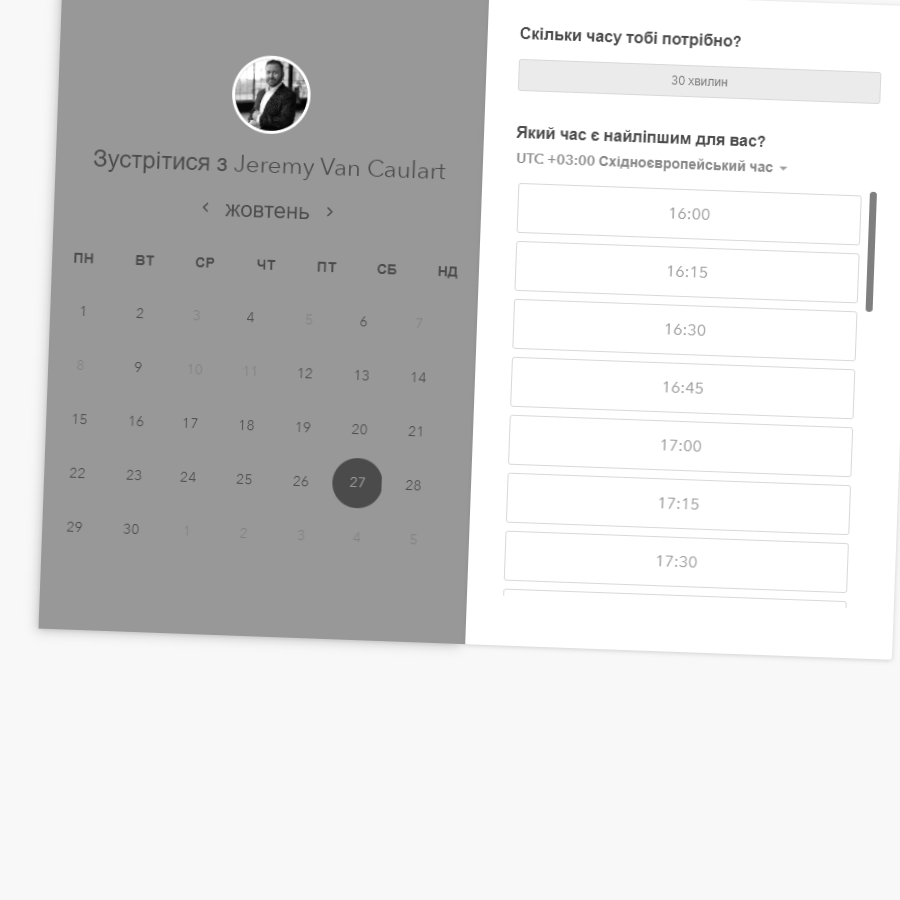 Зустрітися з Jeremy Van Caulart
жовтень
ПН ВТ СР ЧТ ПТ СБ НД
1 2 3 4 5 6 7
8 9 10 11 12 13 14
15 16 17 18 19 20 21
22 23 24 25 26 27 28
29 30 1 2 3 4 5
Скільки часу тобі потрібно?
30 хвилин
Який час є найліпшим для вас?
UTC +03:00 Східноєвропейський час
16:00
16:15
16:30
16:45
17:00
17:15
17:30